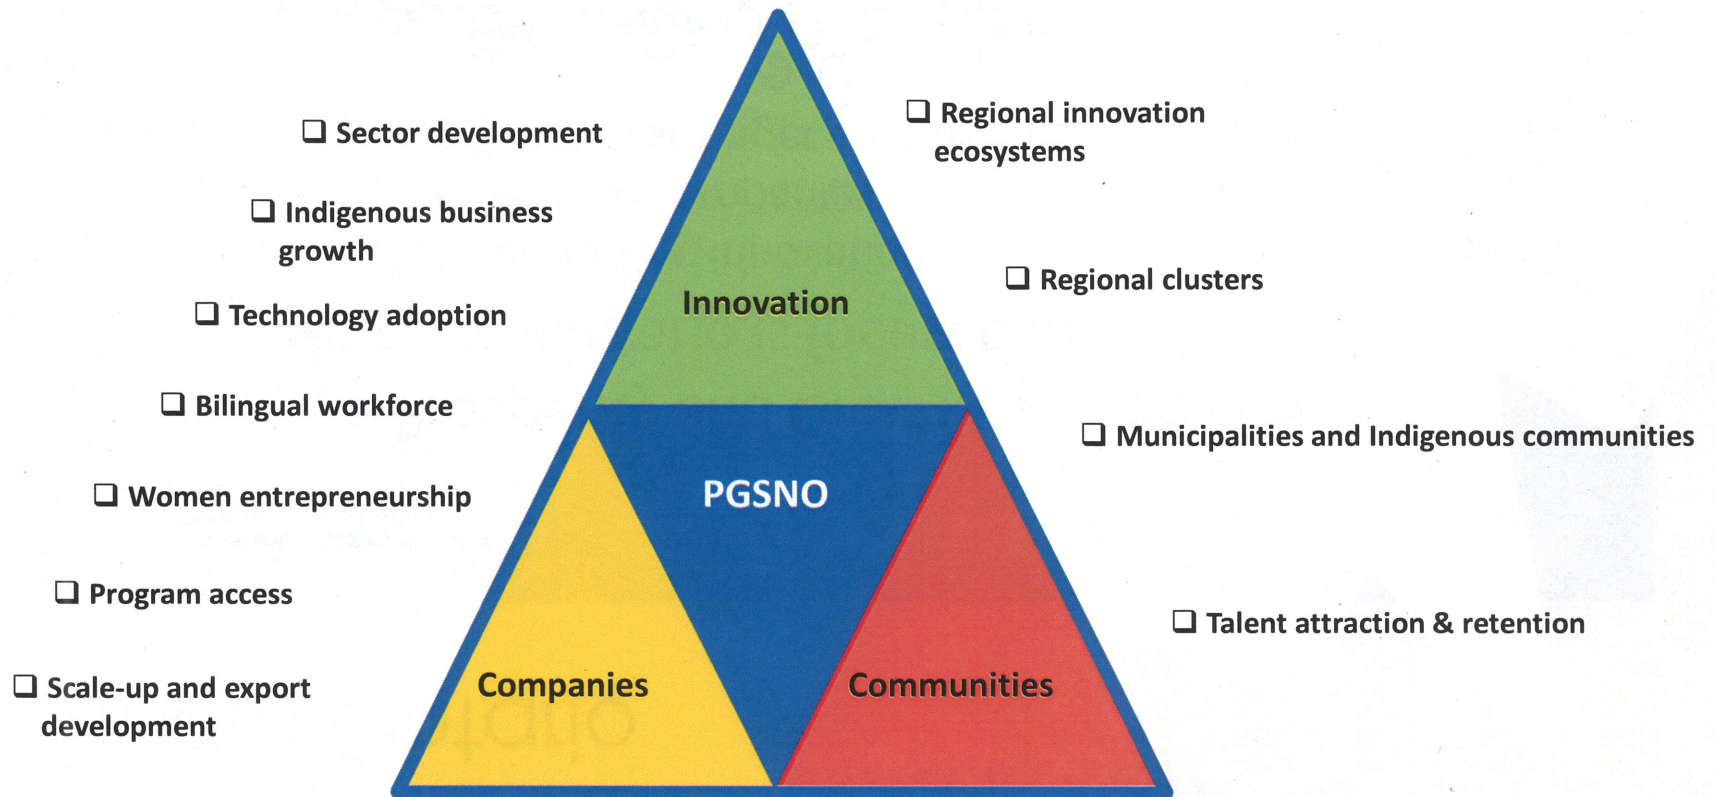 ❑ Sector development
❑ Indigenous business
growth
❑ Technology adoption
❑ Bilingual workforce
❑ Women entrepreneurship
❑ Program access
❑ Scale-up and export
development
Innovation
PGSNO
Companies
Communities
❑ Regional innovation
ecosystems
❑ Regional clusters
❑ Municipalities and Indigenous communities
❑ Talent attraction & retention